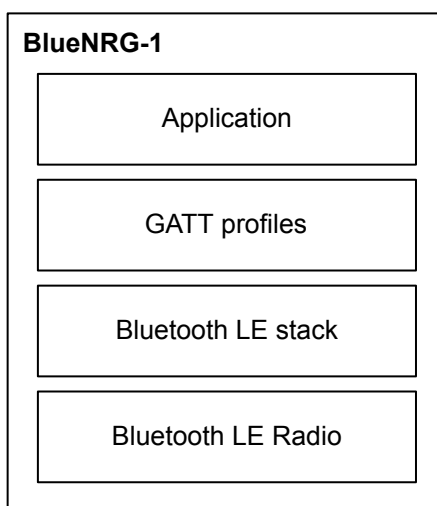 BlueNRG-1
Application
GATT profiles
Bluetooth LE stack
Bluetooth LE Radio